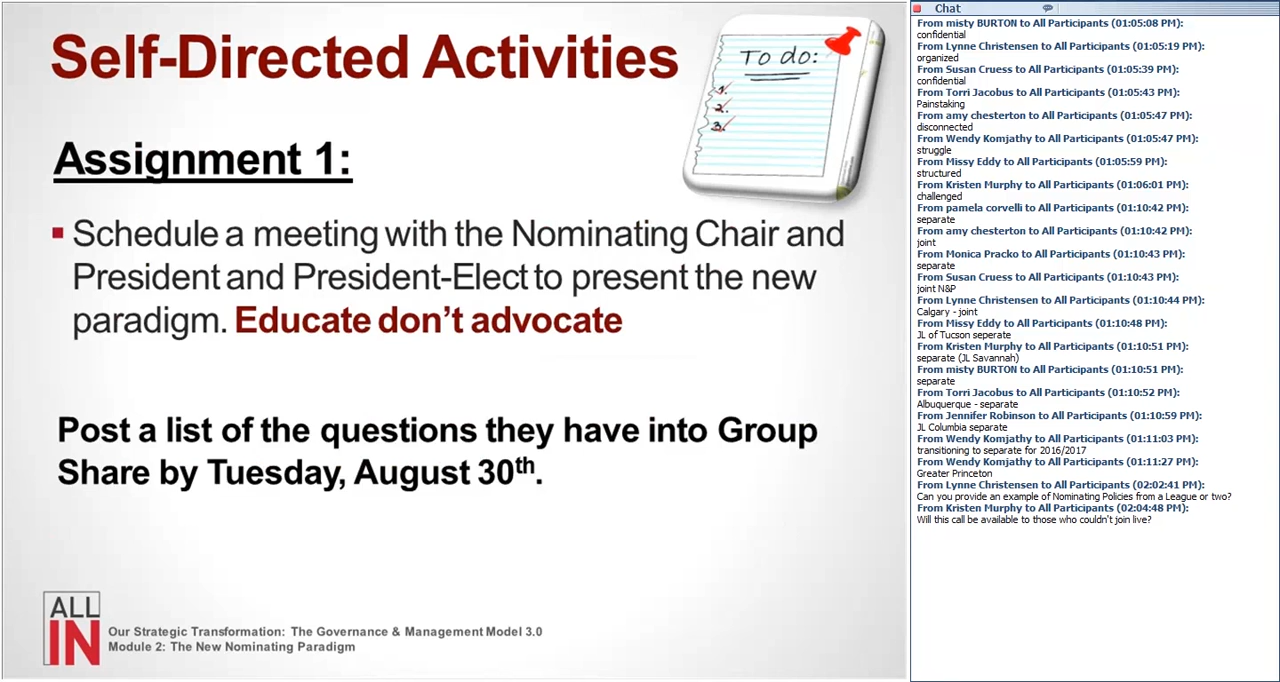 Self-Directed Activities
To do:
1.
2.
3.
Assignment 1:
▪ Schedule a meeting with the Nominating Chair and
President and President-Elect to present the new
paradigm. Educate don't advocate
Post a list of the questions they have into Group
Share by Tuesday, August 30th.
ALL
IN
Our Strategic Transformation: The Governance & Management Model 3.0
Module 2: The New Nominating Paradigm
Chat
From misty BURTON to All Participants (01:05:08 PM):
confidential
From Lynne Christensen to All Participants (01:05:19 PM):
organized
From Susan Cruess to All Participants (01:05:39 PM):
confidential
From Torri Jacobus to All Participants (01:05:43 PM):
Painstaking
From amy chesterton to All Participants (01:05:47 PM):
disconnected
From Wendy Komjathy to All Participants (01:05:47 PM):
struggle
From Missy Eddy to All Participants (01:05:59 PM):
structured
From Kristen Murphy to All Participants (01:06:01 PM):
challenged
From pamela corvelli to All Participants (01:10:42 PM):
separate
From amy chesterton to All Participants (01:10:42 PM):
joint
From Monica Pracko to All Participants (01:10:43 PM):
separate
From Susan Cruess to All Participants (01:10:43 PM):
joint N&P
From Lynne Christensen to All Participants (01:10:44 PM):
Calgary - joint
From Missy Eddy to All Participants (01:10:48 PM):
JL of Tucson seperate
From Kristen Murphy to All Participants (01:10:51 PM):
separate (JL Savannah)
From misty BURTON to All Participants (01:10:51 PM):
separate
From Torri Jacobus to All Participants (01:10:52 PM):
Albuquerque - separate
From Jennifer Robinson to All Participants (01:10:59 PM):
JL Columbia separate
From Wendy Komjathy to All Participants (01:11:03 PM):
transitioning to separate for 2016/2017
From Wendy Komjathy to All Participants (01:11:27 PM):
Greater Princeton
From Lynne Christensen to All Participants (02:02:41 PM):
Can you provide an example of Nominating Policies from a League or two?
From Kristen Murphy to All Participants (02:04:48 PM):
Will this call be available to those who couldn't join live?